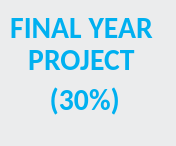 FINAL YEAR
PROJECT
(30%)